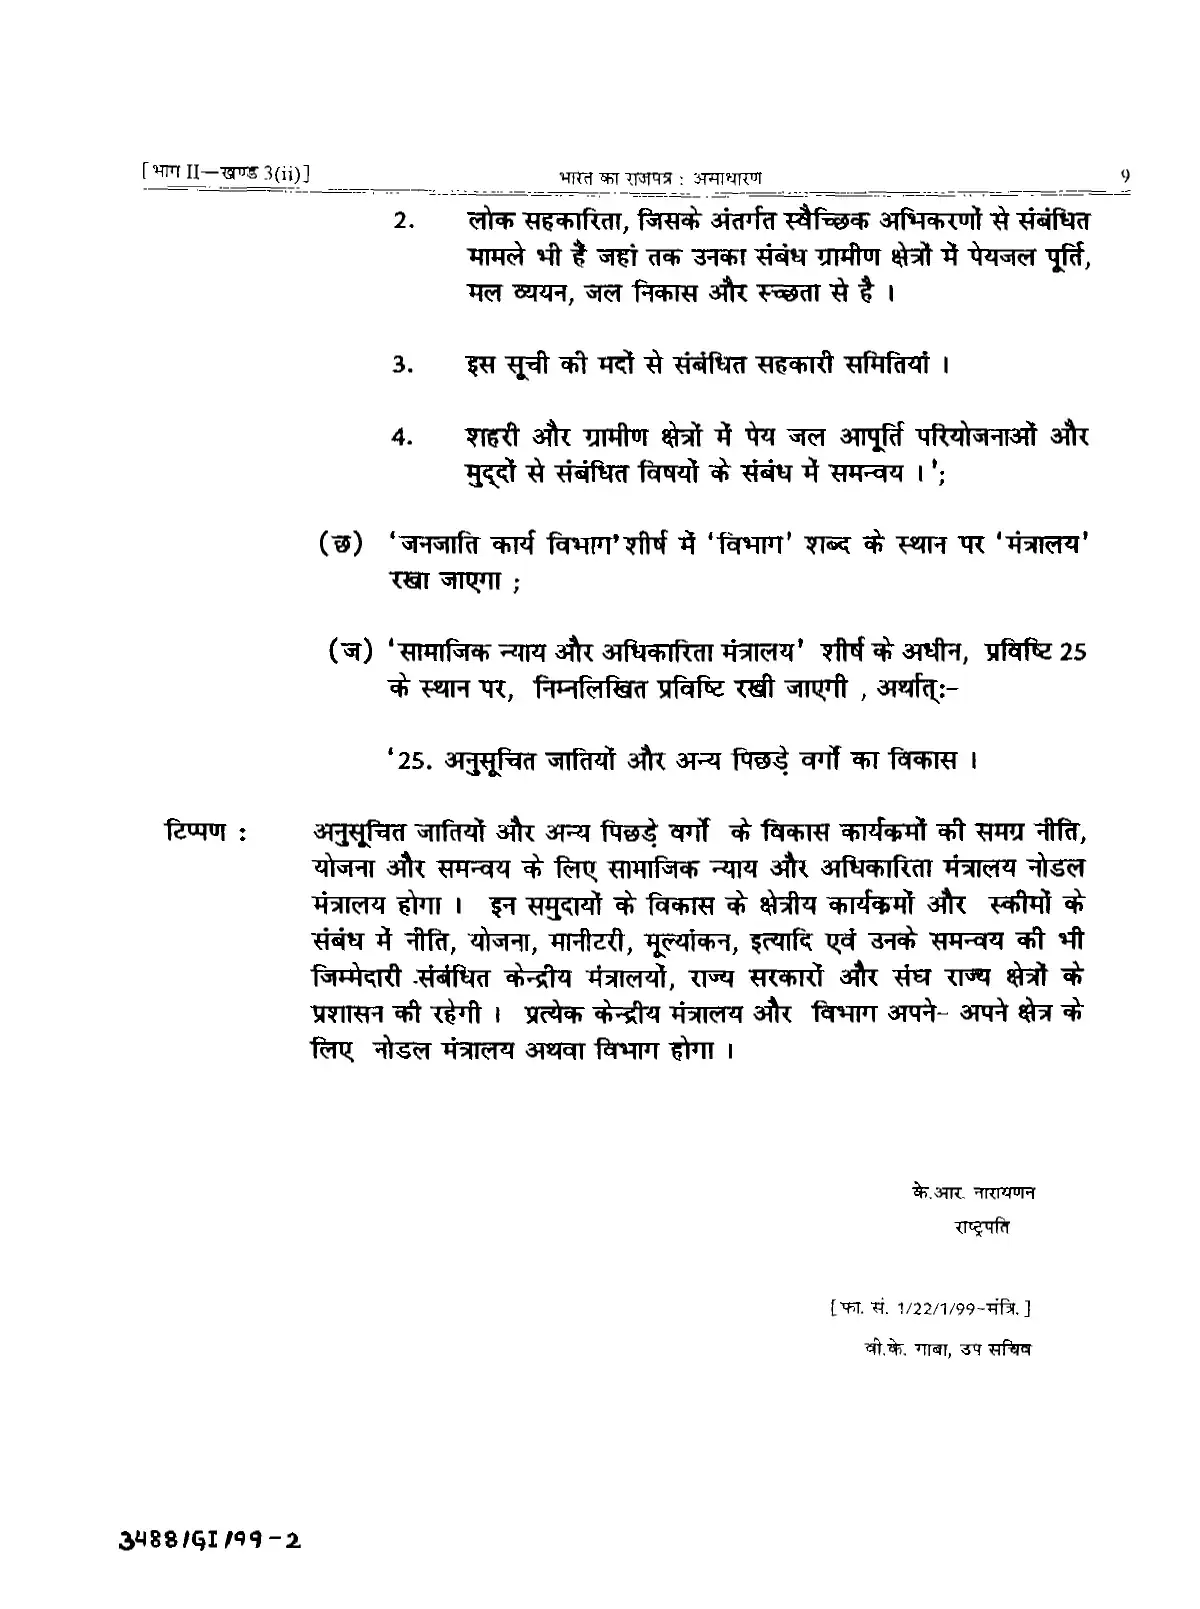 [भाग II—खण्ड 3(ii)]
भारत का राजपत्र : असाधारण
9
2. लोक सहकारिता, जिसके अंतर्गत स्वैच्छिक अभिकरणों से संबंधित
मामले भी हैं जहां तक उनका संबंध ग्रामीण क्षेत्रों में पेयजल पूर्ति,
मल व्ययन, जल निकास और स्च्छता से है ।
3. इस सूची की मदों से संबंधित सहकारी समितियां ।
4. शहरी और ग्रामीण क्षेत्रों में पेय जल आपूर्ति परियोजनाओं और
मुद्दों से संबंधित विषयों के संबंध में समन्वय ।';
(छ) 'जनजाति कार्य विभाग' शीर्ष में 'विभाग' शब्द के स्थान पर 'मंत्रालय'
रखा जाएगा ;
(ज) 'सामाजिक न्याय और अधिकारिता मंत्रालय' शीर्ष के अधीन, प्रविष्टि 25
के स्थान पर, निम्नलिखित प्रविष्टि रखी जाएगी , अर्थात्:-
'25. अनुसूचित जातियों और अन्य पिछड़े वर्गों का विकास ।
टिप्पण : अनुसूचित जातियों और अन्य पिछड़े वर्गो के विकास कार्यक्रमों की समग्र नीति,
योजना और समन्वय के लिए सामाजिक न्याय और अधिकारिता मंत्रालय नोडल
मंत्रालय होगा । इन समुदायों के विकास के क्षेत्रीय कार्यक्रमों और स्कीमों के
संबंध में नीति, योजना, मानीटरी, मूल्यांकन, इत्यादि एवं उनके समन्वय की भी
जिम्मेदारी संबंधित केन्द्रीय मंत्रालयों, राज्य सरकारों और संघ राज्य क्षेत्रों के
प्रशासन की रहेगी । प्रत्येक केन्द्रीय मंत्रालय और विभाग अपने- अपने क्षेत्र के
लिए नोडल मंत्रालय अथवा विभाग होगा ।
के.आर. नारायणन
राष्ट्रपति
[फा. सं. 1/22/1/99-मंत्रि.]
वी.के. गाबा, उप सचिव
3488/GI/99-2